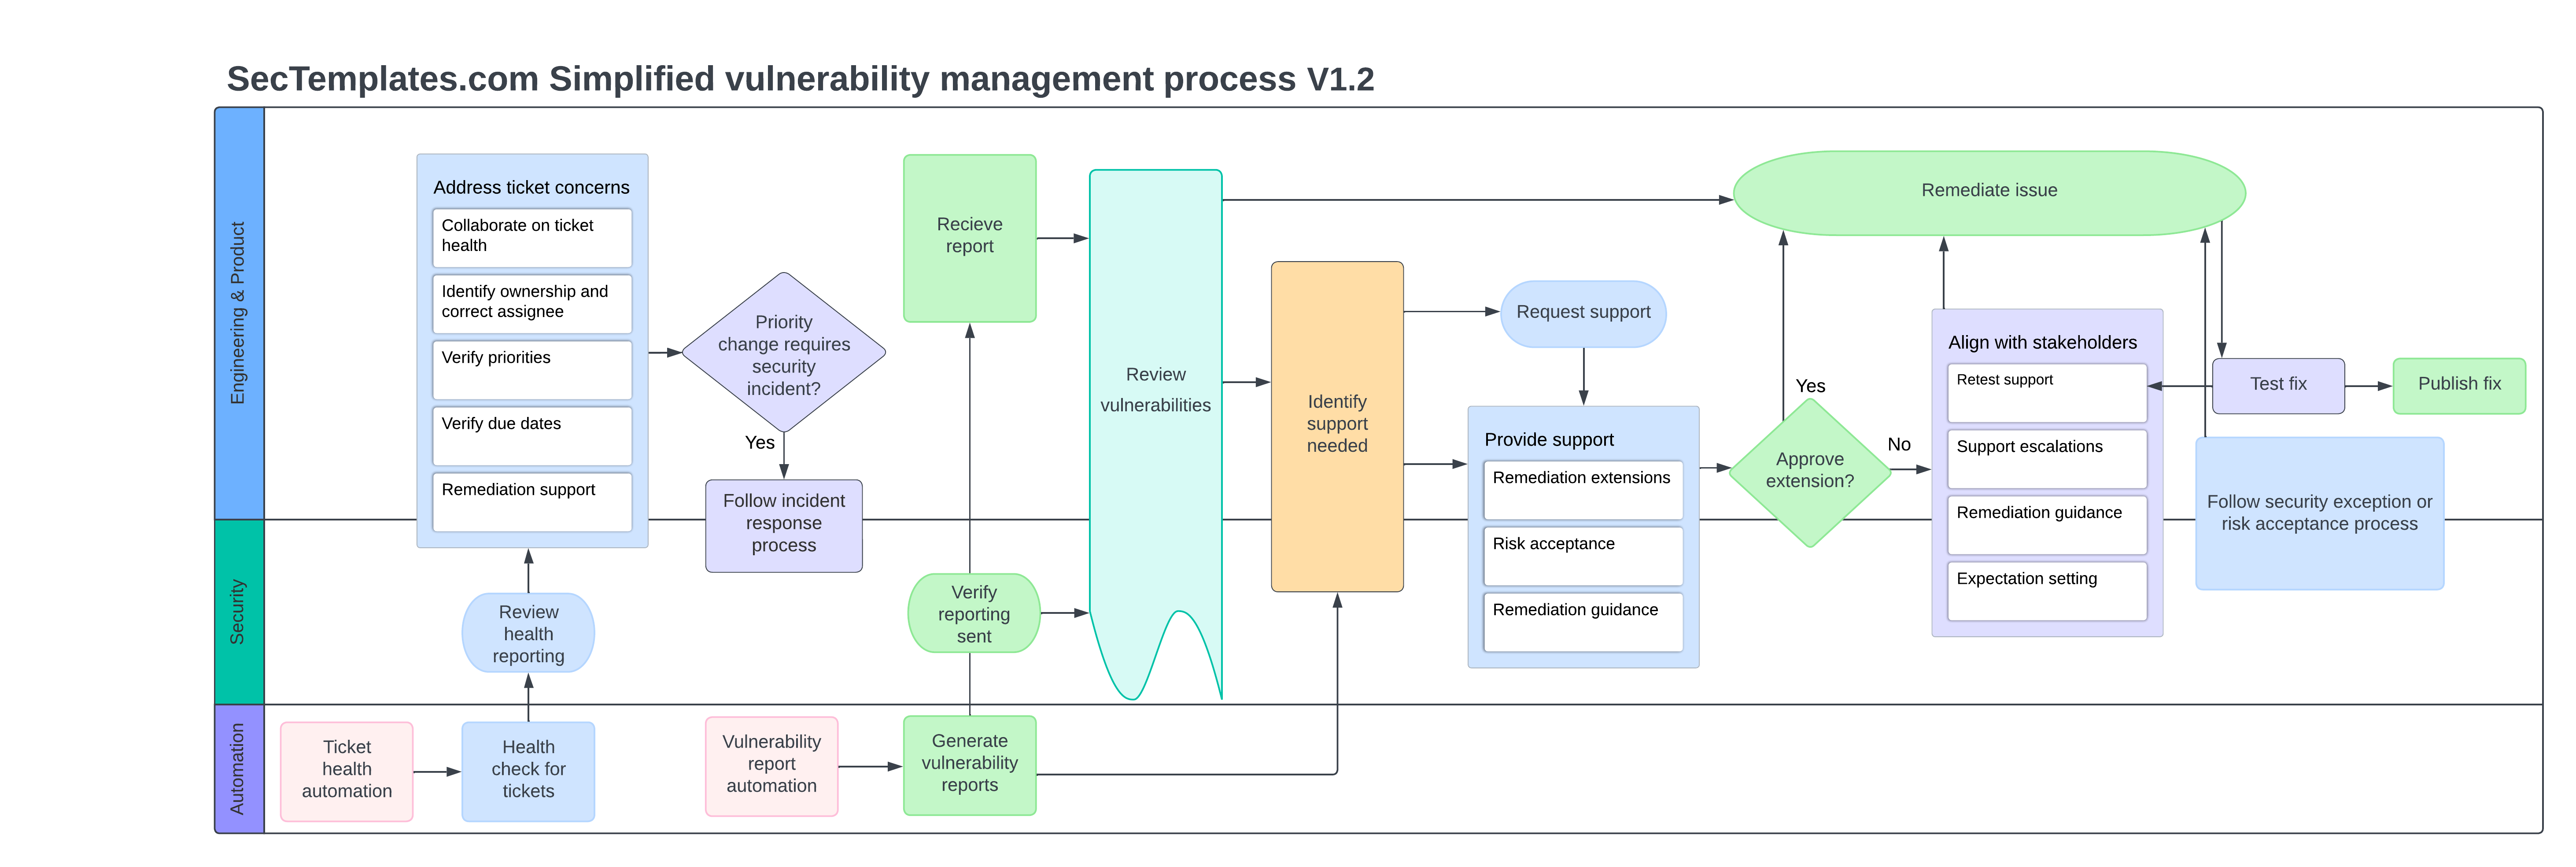 SecTemplates.com Simplified vulnerability management process V1.2
Engineering & Product
Address ticket concerns
Collaborate on ticket
health
Identify ownership and
correct assignee
Verify priorities
Verify due dates
Remediation support
Priority
change requires
security
incident?
Yes
Follow incident
response
process
Recieve
report
Review
vulnerabilities
Identify
support
needed
Request support
Provide support
Remediation extensions
Risk acceptance
Remediation guidance
Yes
Approve
extension?
No
Remediate issue
Align with stakeholders
Retest support
Support escalations
Remediation guidance
Expectation setting
Test fix
Publish fix
Follow security exception or
risk acceptance process
Security
Review
health
reporting
Verify
reporting
sent
Automation
Ticket
health
automation
Health
check for
tickets
Vulnerability
report
automation
Generate
vulnerability
reports